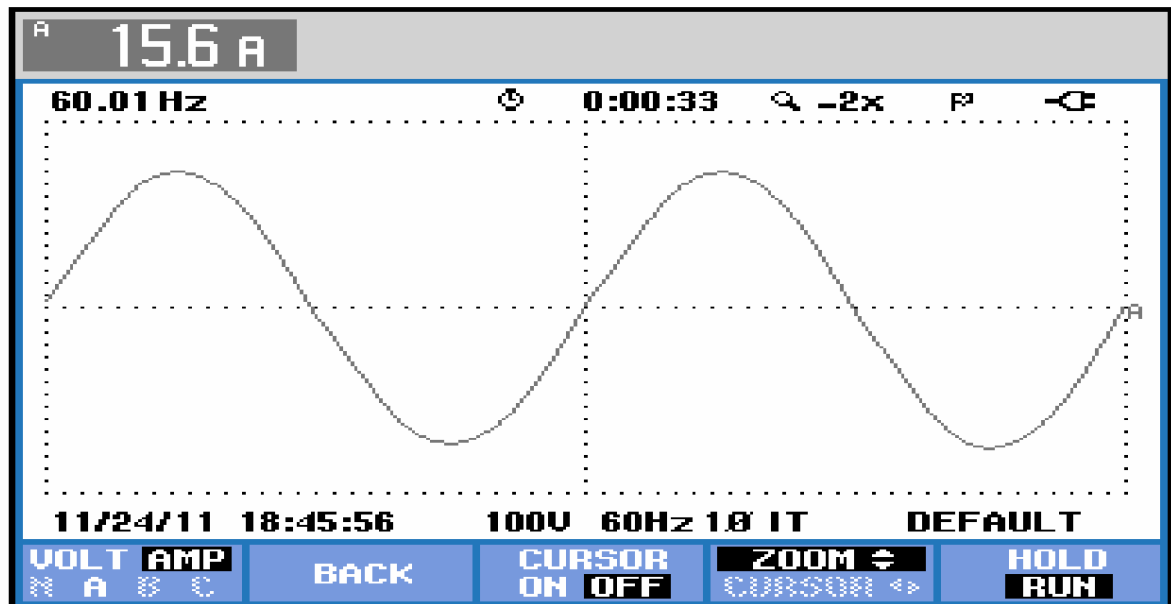 A 15.6 A
60.01 Hz 0:00:33 -2x
A
11/24/11 18:45:56 100V 60Hz 1Ø IT DEFAULT
VOLT AMP
N A B C
BACK
CURSOR
ON OFF
ZOOM
CURSOR
HOLD
RUN